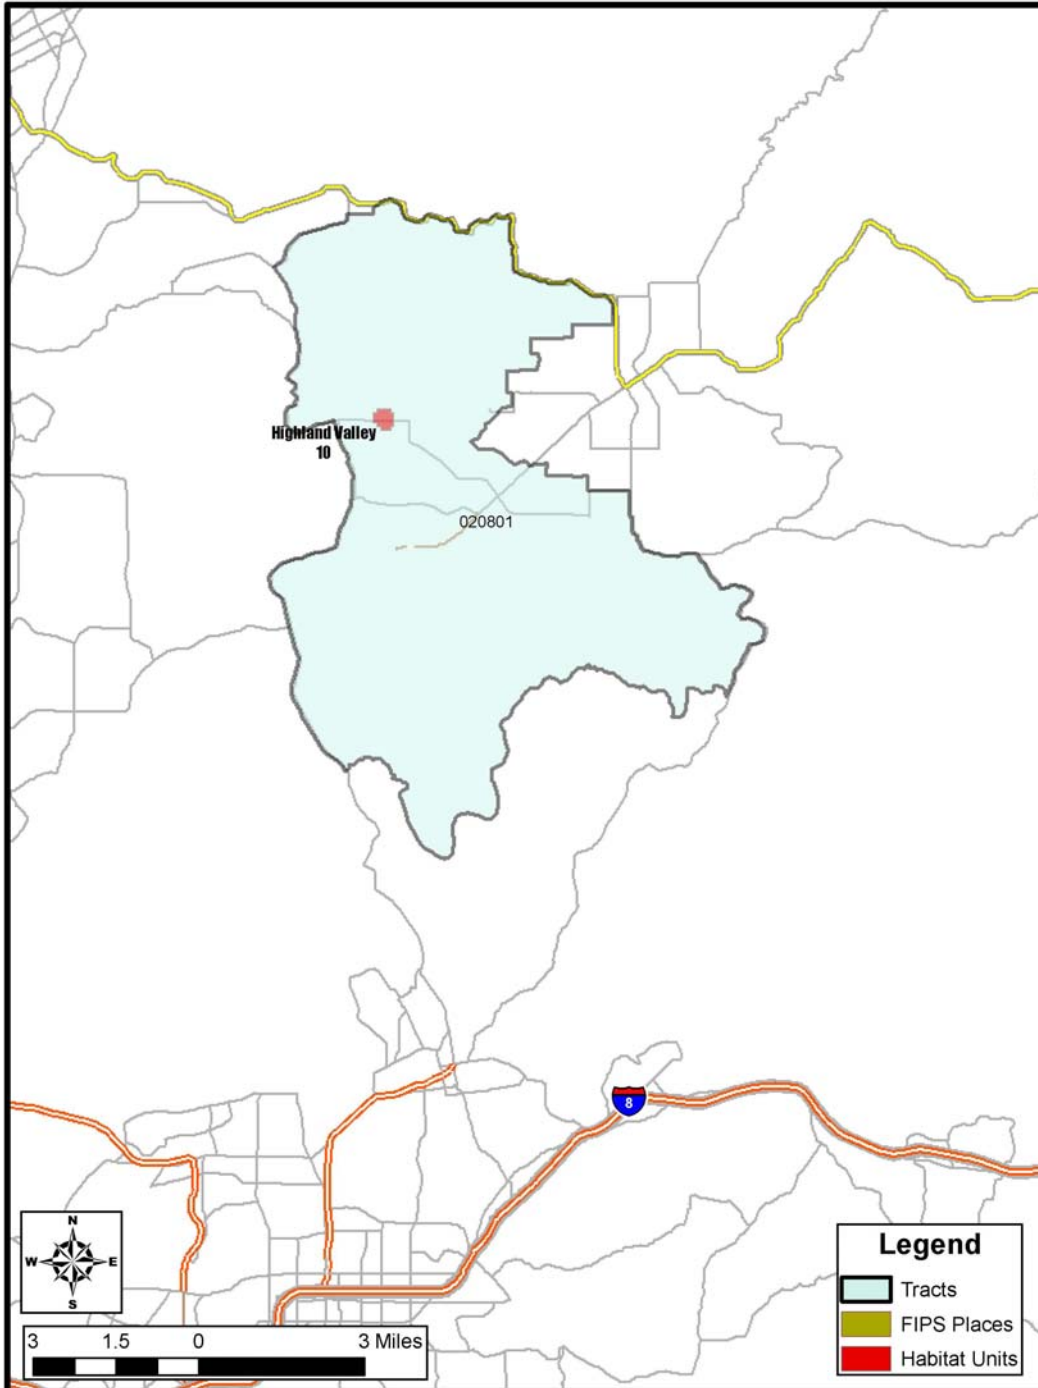 Highland Valley
10
020801
8
N
W E
S
3 1.5 0 3 Miles
Legend
Tracts
FIPS Places
Habitat Units